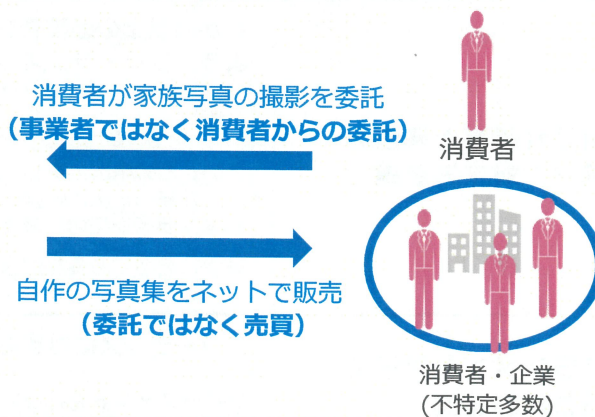 消費者が家族写真の撮影を委託
（事業者ではなく消費者からの委託）
消費者
自作の写真集をネットで販売
（委託ではなく売買）
消費者・企業
(不特定多数)